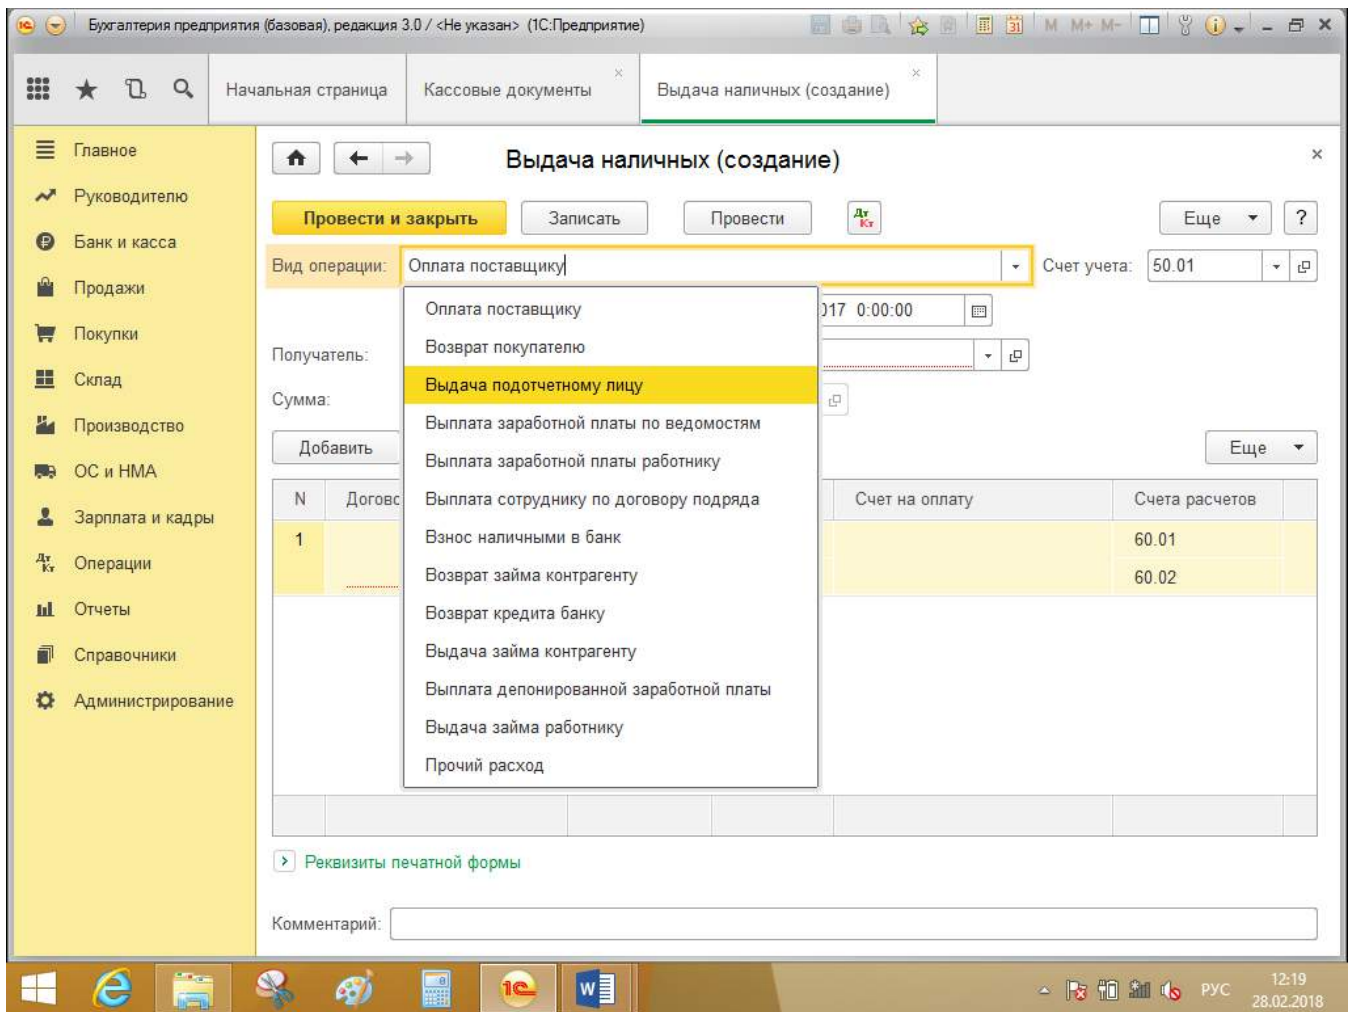 Бухгалтерия предприятия (базовая), редакция 3.0 / <Не указан> (1С:Предприятие)
M M+ M-
Начальная страница
Кассовые документы
Выдача наличных (создание)
Главное
Руководителю
Банк и касса
Продажи
Покупки
Склад
Производство
ОС и НМА
Зарплата и кадры
Операции
Отчеты
Справочники
Администрирование
Выдача наличных (создание)
Провести и закрыть
Записать
Провести
Дт Кт
Еще
?
Вид операции:
Оплата поставщику
Счет учета:
50.01
Оплата поставщику
Возврат покупателю
Выдача подотчетному лицу
Выплата заработной платы по ведомостям
Выплата заработной платы работнику
Выплата сотруднику по договору подряда
Взнос наличными в банк
Возврат займа контрагенту
Возврат кредита банку
Выдача займа контрагенту
Выплата депонированной заработной платы
Выдача займа работнику
Прочий расход
017 0:00:00
Получатель:
Сумма:
Добавить
Еще
N
Догово
Счет на оплату
Счета расчетов
1
60.01
60.02
Реквизиты печатной формы
Комментарий:
РУС
12:19
28.02.2018